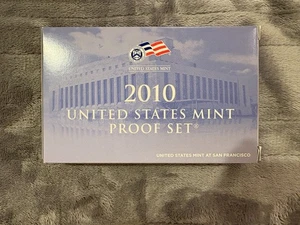 UNITED STATES MINT
2010
UNITED STATES MINT
PROOF SET®
UNITED STATES MINT AT SAN FRANCISCO